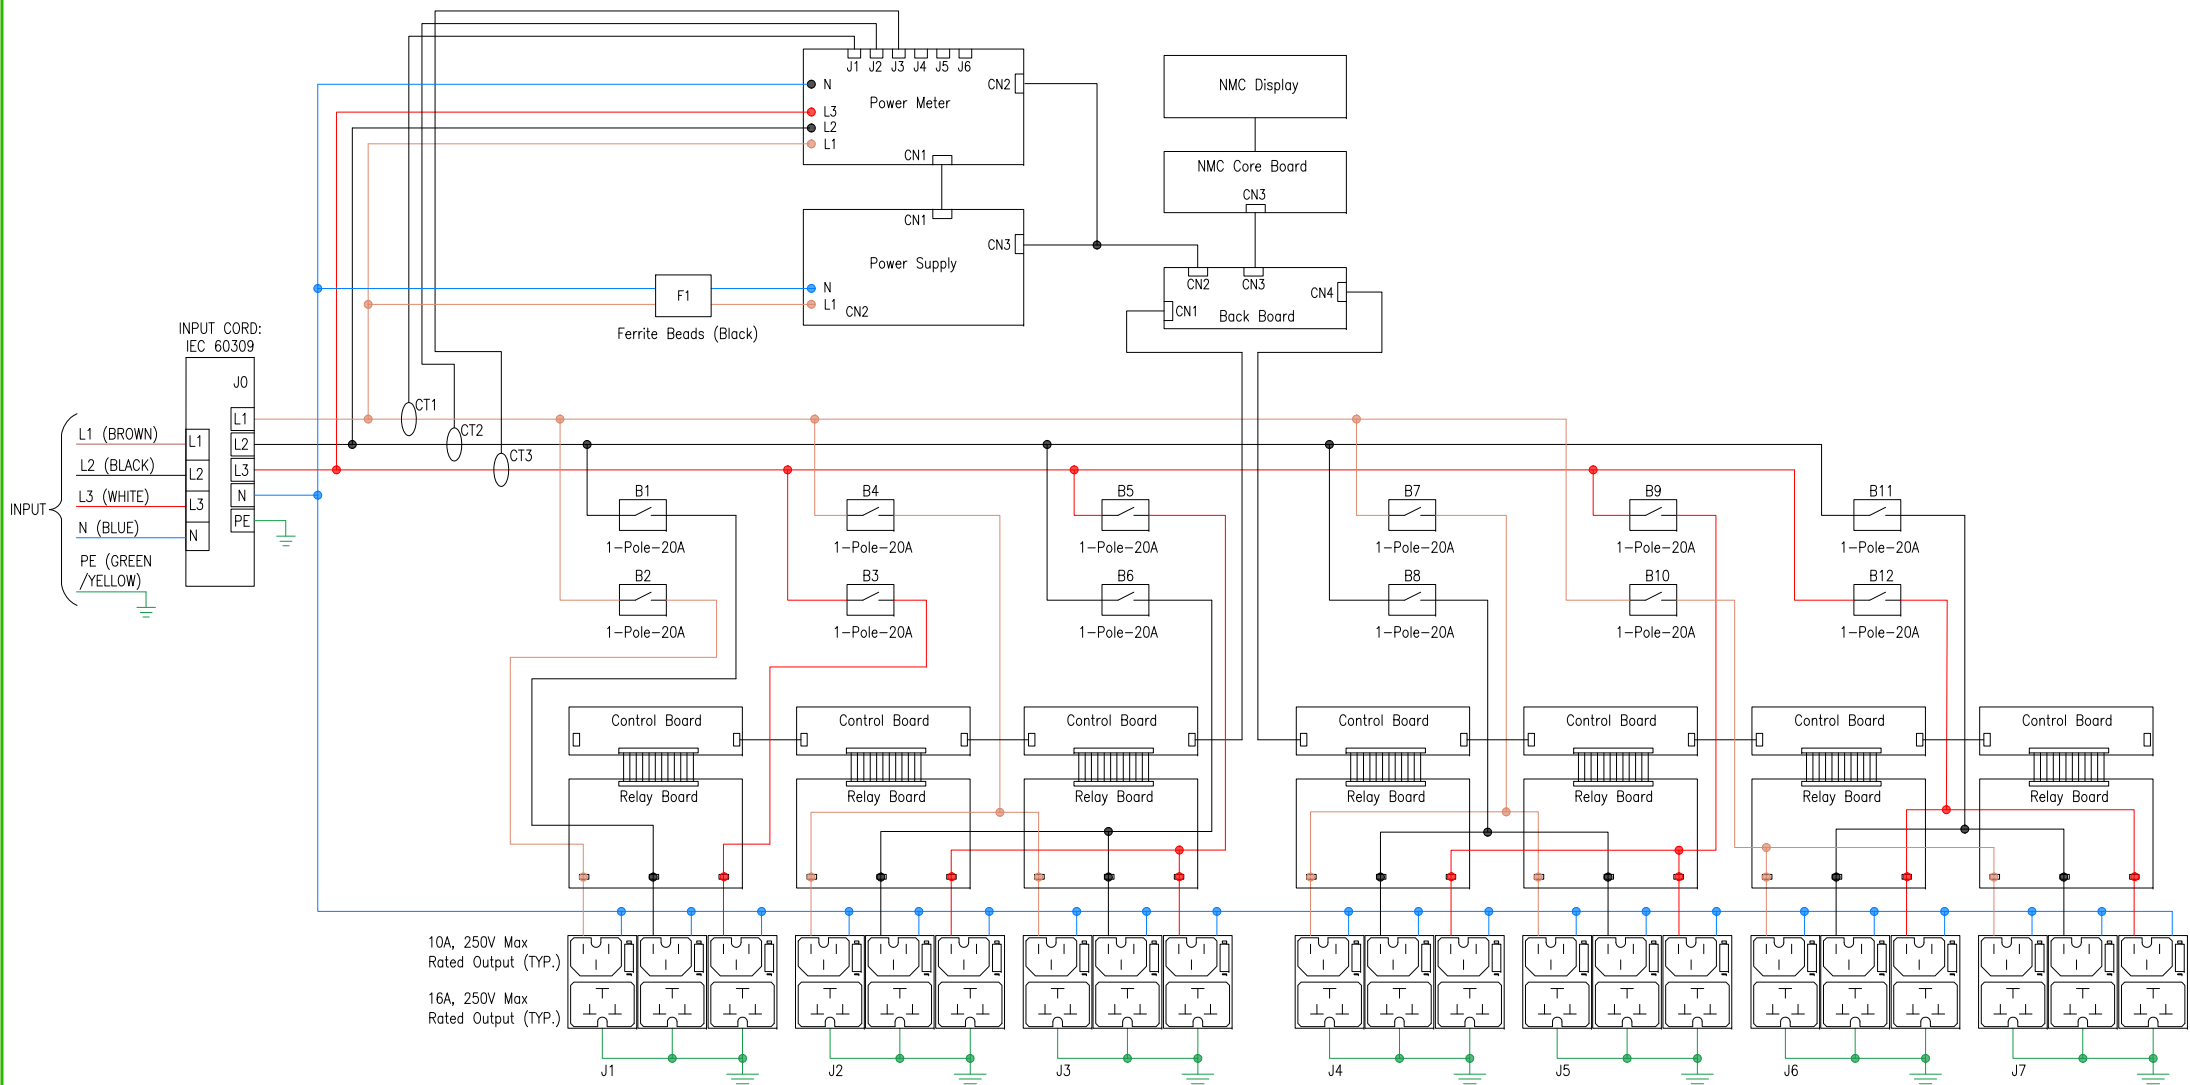 J1 J2 J3 J4 J5 J6
N
CN2
Power Meter
L3
L2
L1
CN1
NMC Display
NMC Core Board
CN3
CN1
CN3
Power Supply
N
L1
CN2
F1
Ferrite Beads (Black)
CN2 CN3
CN4
CN1
Back Board
INPUT CORD:
IEC 60309
J0
L1
L2
L3
N
PE
L1
L2
L3
N
INPUT
L1 (BROWN)
L2 (BLACK)
L3 (WHITE)
N (BLUE)
PE (GREEN
/YELLOW)
CT1
CT2
CT3
B1
1-Pole-20A
B4
1-Pole-20A
B5
1-Pole-20A
B7
1-Pole-20A
B9
1-Pole-20A
B11
1-Pole-20A
B2
1-Pole-20A
B3
1-Pole-20A
B6
1-Pole-20A
B8
1-Pole-20A
B10
1-Pole-20A
B12
1-Pole-20A
Control Board
Control Board
Control Board
Control Board
Control Board
Control Board
Control Board
Relay Board
Relay Board
Relay Board
Relay Board
Relay Board
Relay Board
Relay Board
10A, 250V Max
Rated Output (TYP.)
16A, 250V Max
Rated Output (TYP.)
J1
J2
J3
J4
J5
J6
J7